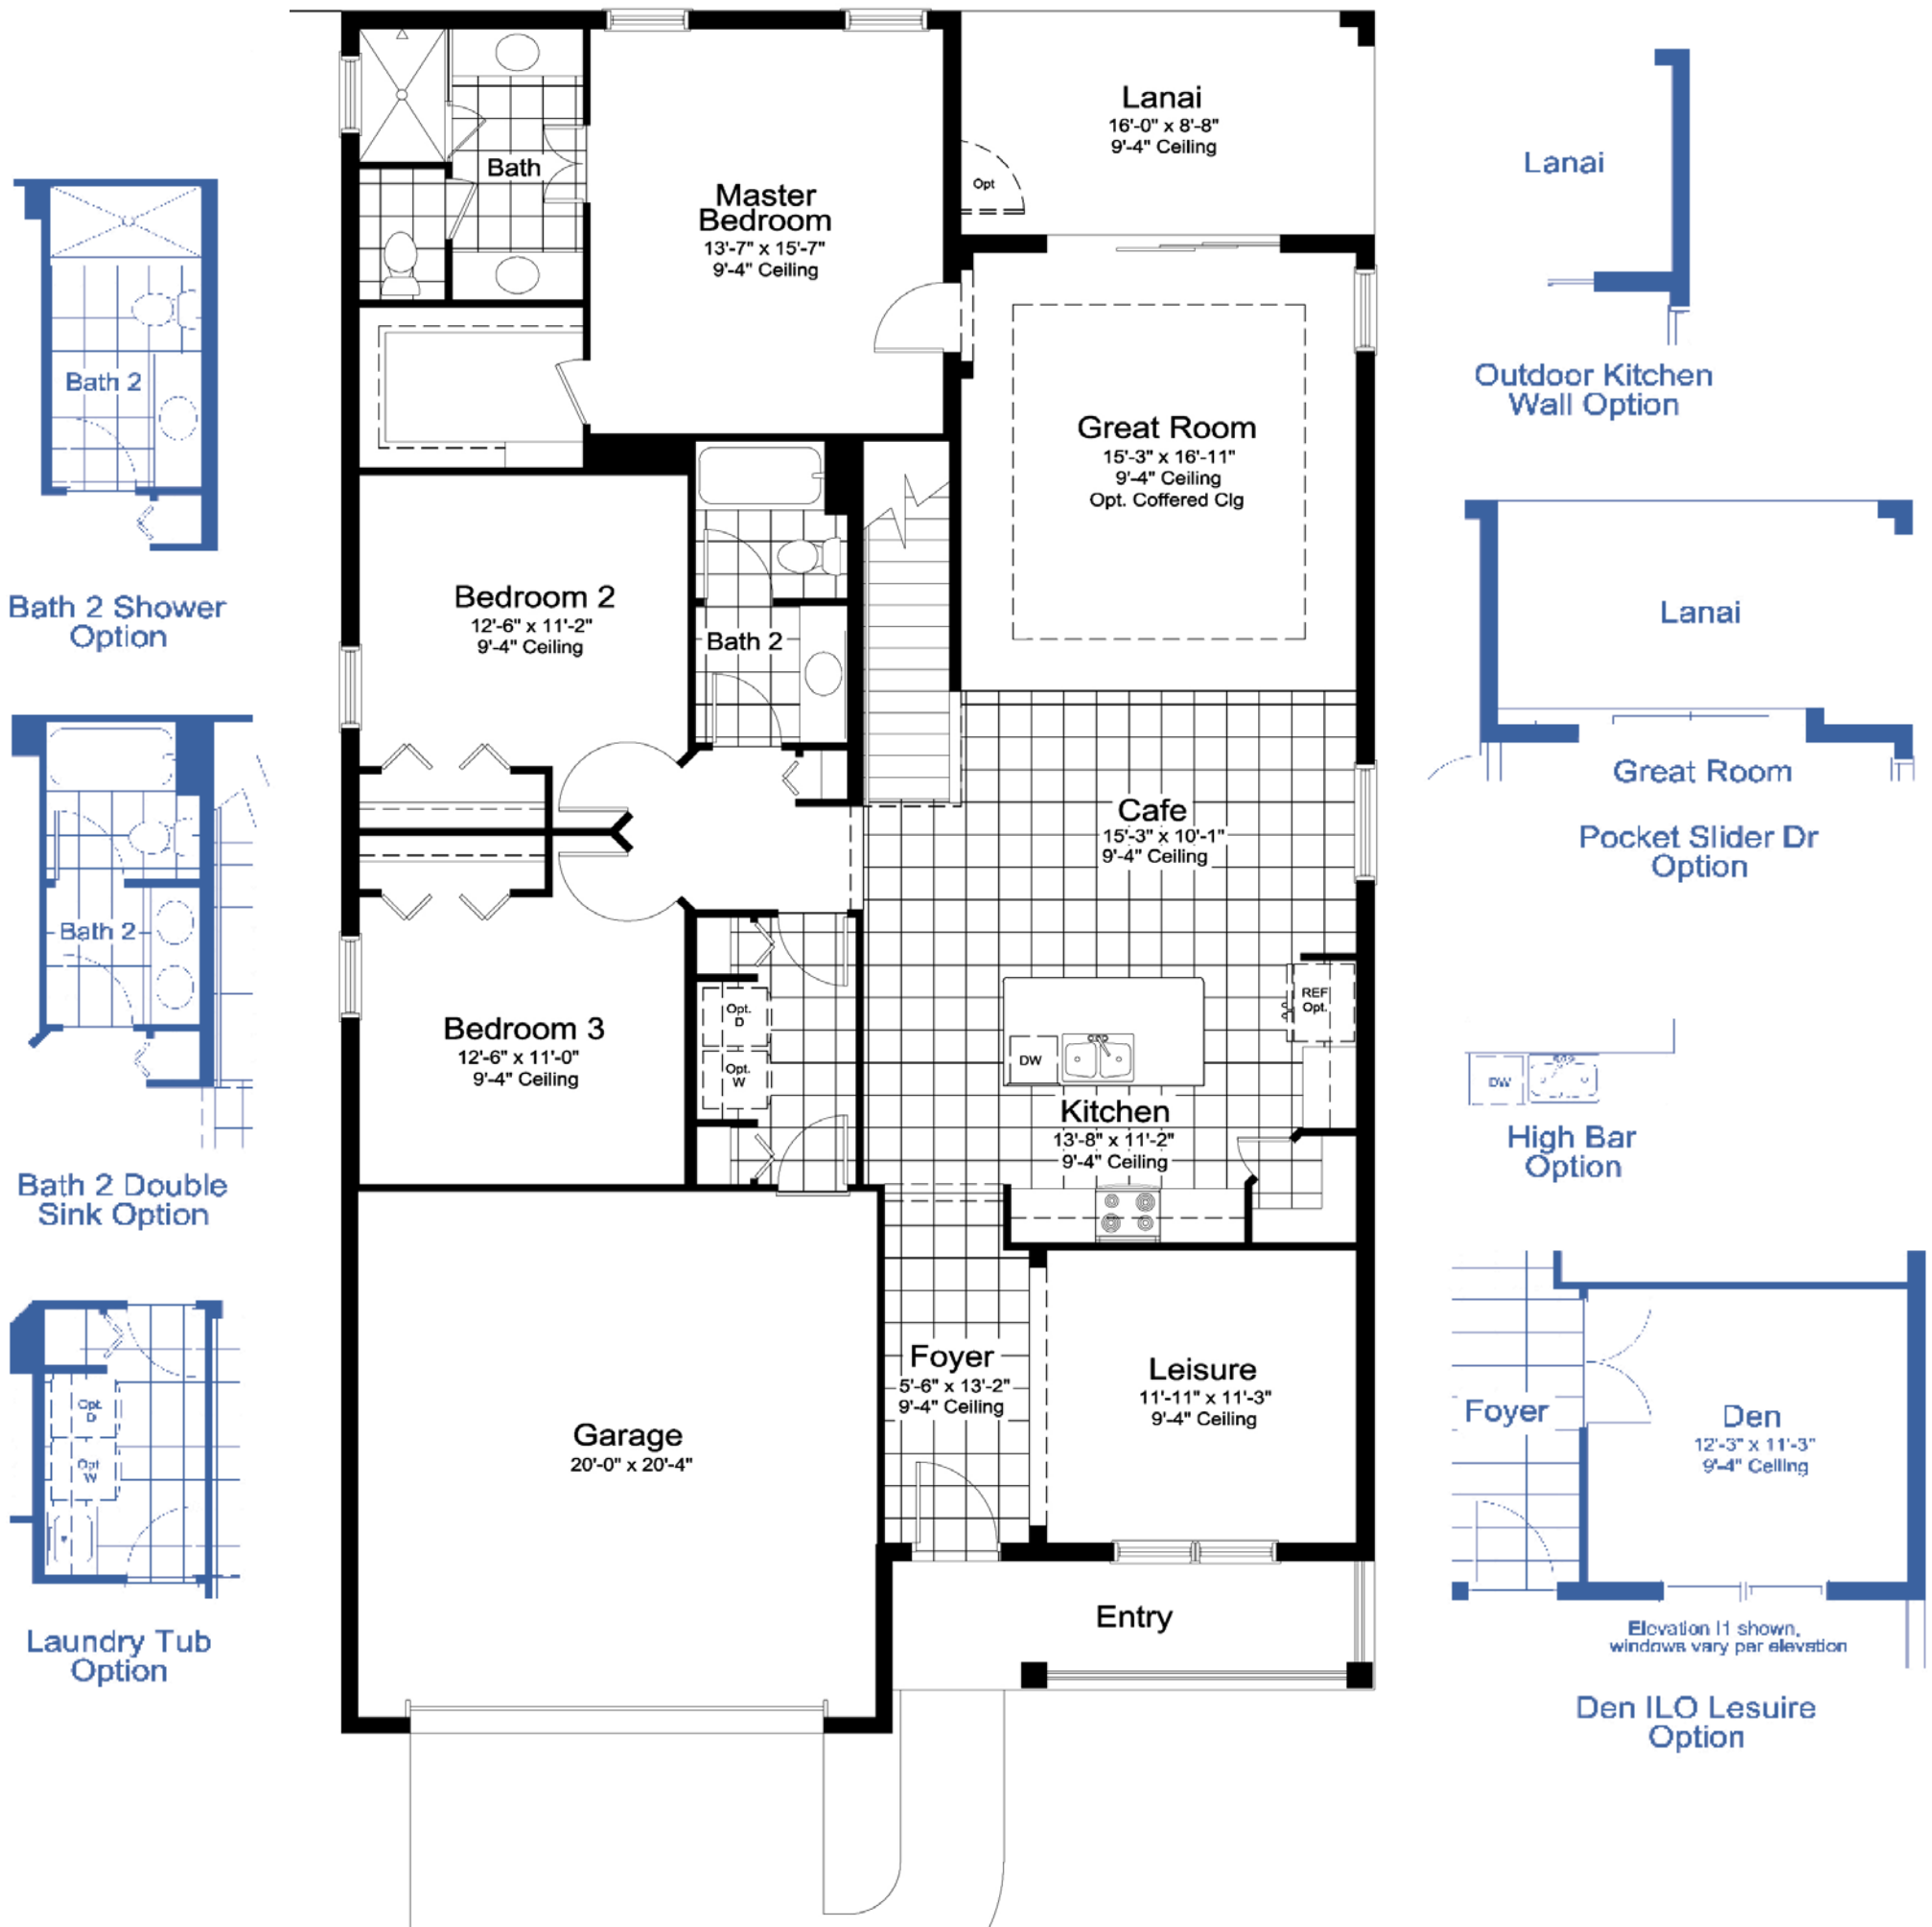 Lanai
16'-0" x 8'-8"
9'-4" Ceiling
Opt
Bath
Master
Bedroom
13'-7" x 15'-7"
9'-4" Ceiling
Great Room
15'-3" x 16'-11"
9'-4" Ceiling
Opt. Coffered Clg
Bedroom 2
12'-6" x 11'-2"
9'-4" Ceiling
Bath 2
Cafe
15'-3" x 10'-1"
9'-4" Ceiling
Bedroom 3
12'-6" x 11'-0"
9'-4" Ceiling
Opt.
D
Opt.
W
REF
Opt.
DW
Kitchen
13'-8" x 11'-2"
9'-4" Ceiling
Foyer
5'-6" x 13'-2"
9'-4" Ceiling
Leisure
11'-11" x 11'-3"
9'-4" Ceiling
Garage
20'-0" x 20'-4"
Entry
Bath 2
Bath 2 Shower
Option
Bath 2
Bath 2 Double
Sink Option
Opt.
D
Opt
W
Laundry Tub
Option
Lanai
Outdoor Kitchen
Wall Option
Lanai
Great Room
Pocket Slider Dr
Option
DW
High Bar
Option
Foyer
Den
12'-3" x 11'-3"
9'-4" Ceiling
Elevation I1 shown,
windows vary per elevation
Den ILO Lesuire
Option